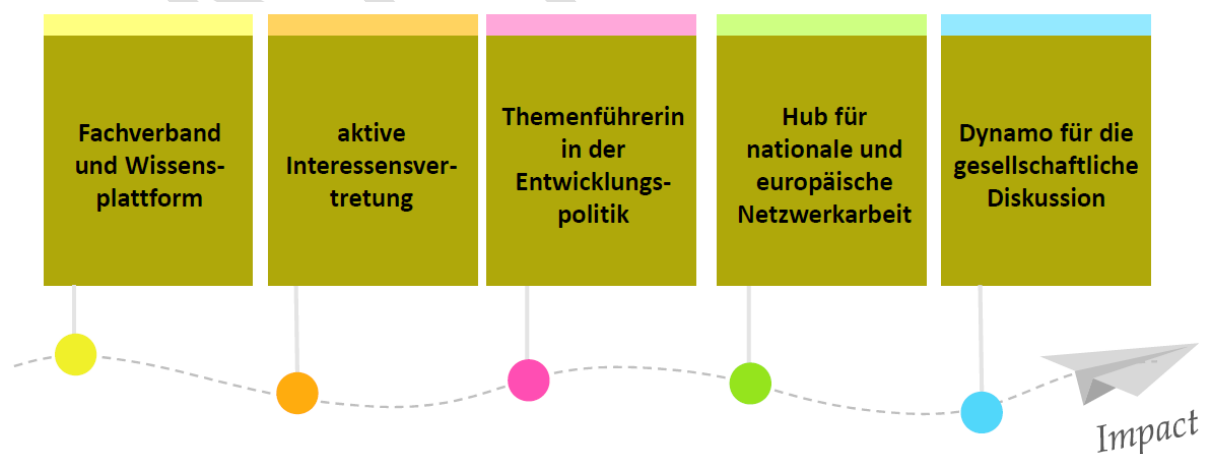 Fachverband
und Wissens-
plattform
aktive
Interessensver-
tretung
Themenführerin
in der
Entwicklungs-
politik
Hub für
nationale und
europäische
Netzwerkarbeit
Dynamo für die
gesellschaftliche
Diskussion
Impact